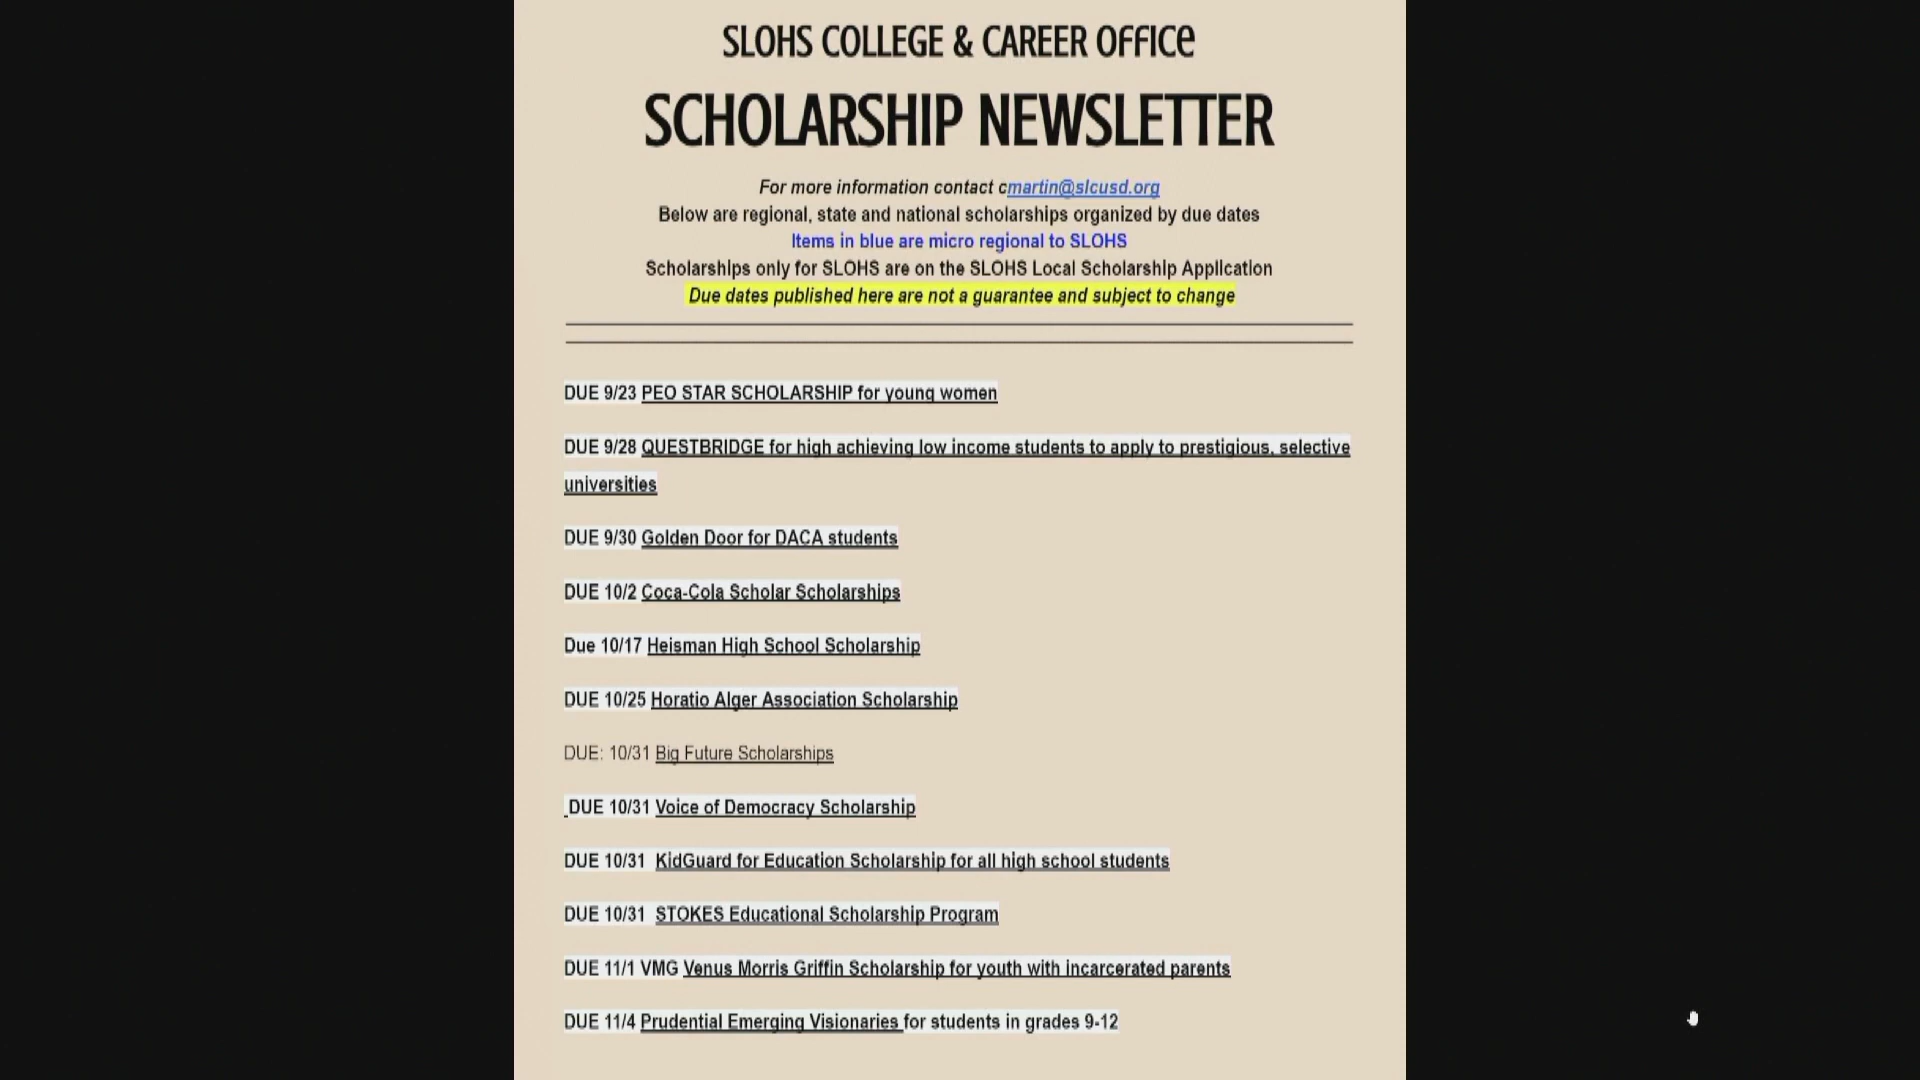 SLOHS COLLEGE & CAREER OFFICE
SCHOLARSHIP NEWSLETTER
For more information contact cmartin@slcusd.org
Below are regional, state and national scholarships organized by due dates
Items in blue are micro regional to SLOHS
Scholarships only for SLOHS are on the SLOHS Local Scholarship Application
Due dates published here are not a guarantee and subject to change
DUE 9/23 PEO STAR SCHOLARSHIP for young women
DUE 9/28 QUESTBRIDGE for high achieving low income students to apply to prestigious, selective
universities
DUE 9/30 Golden Door for DACA students
DUE 10/2 Coca-Cola Scholar Scholarships
Due 10/17 Heisman High School Scholarship
DUE 10/25 Horatio Alger Association Scholarship
DUE: 10/31 Big Future Scholarships
DUE 10/31 Voice of Democracy Scholarship
DUE 10/31 KidGuard for Education Scholarship for all high school students
DUE 10/31 STOKES Educational Scholarship Program
DUE 11/1 VMG Venus Morris Griffin Scholarship for youth with incarcerated parents
DUE 11/4 Prudential Emerging Visionaries for students in grades 9-12